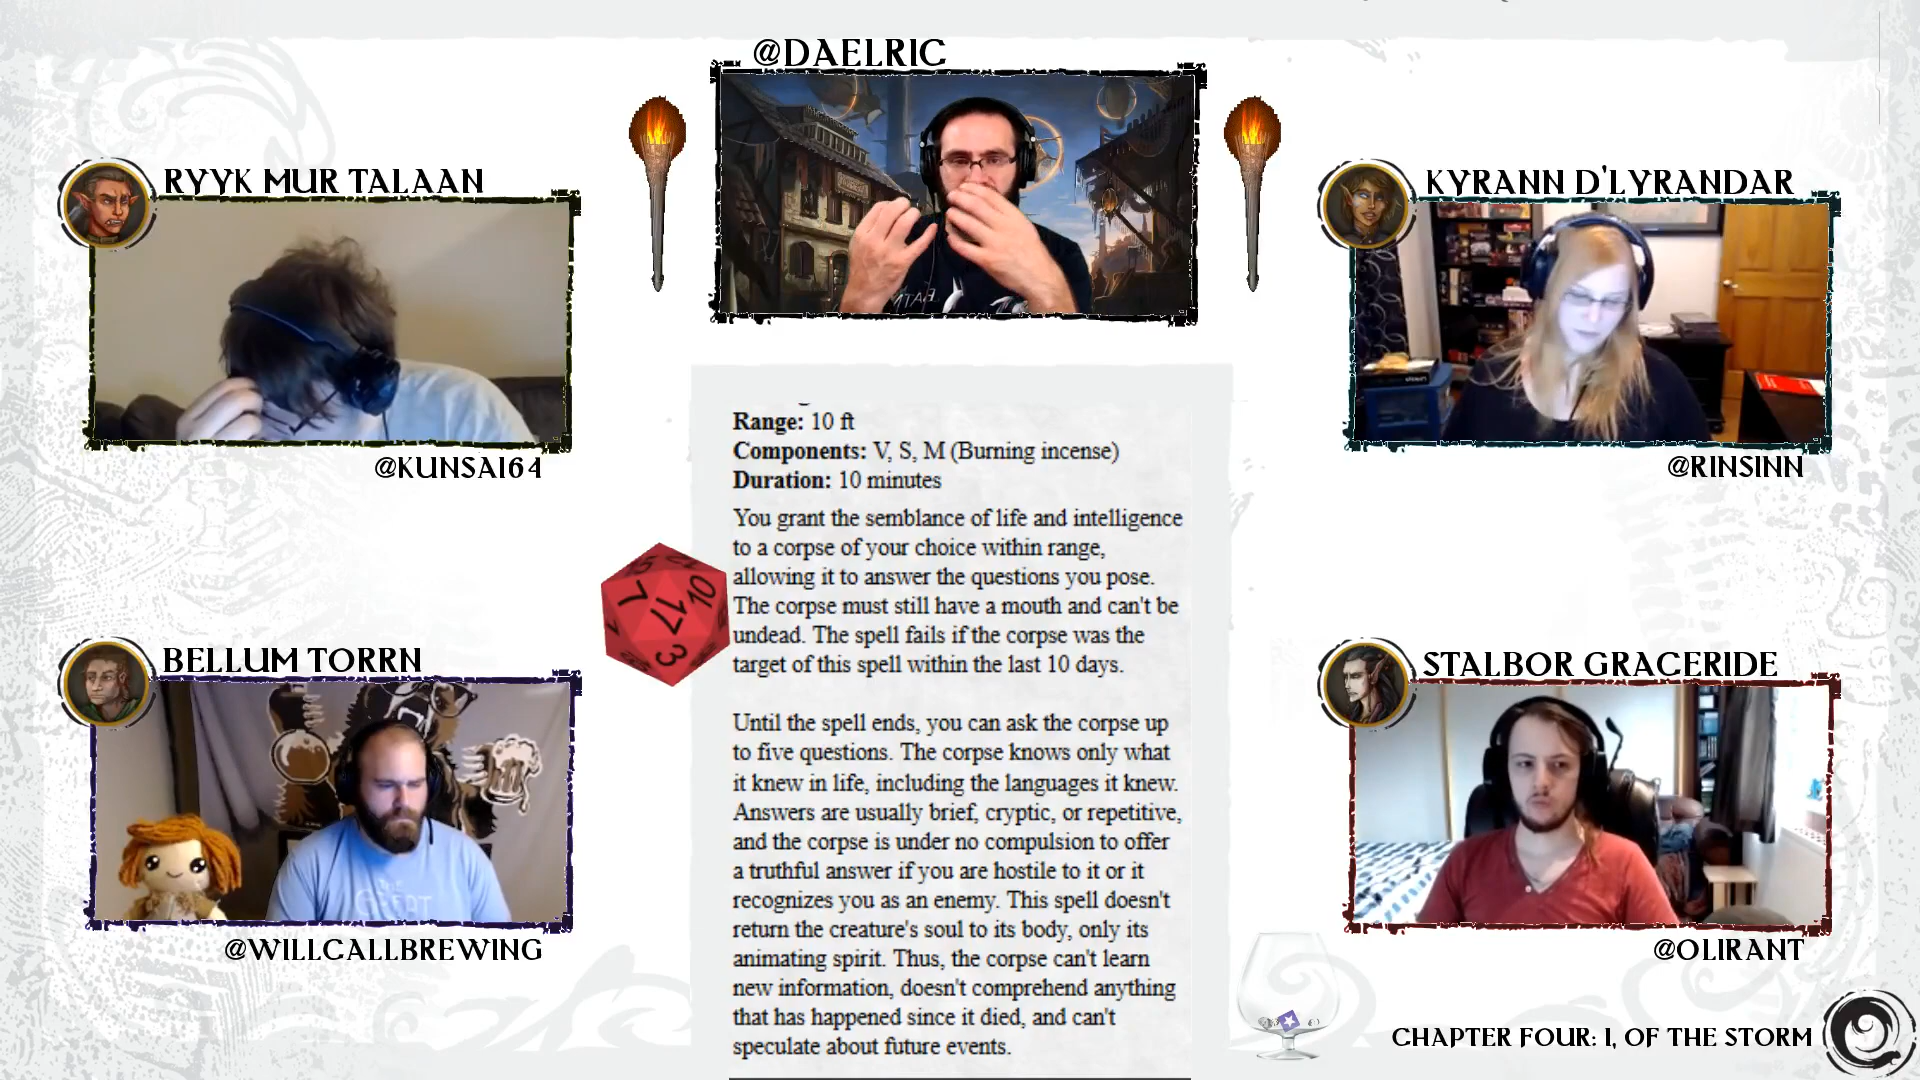 @DAELRIC
RYYK MUR TALAAN
@KUNSAI64
KYRANN D'LYRANDAR
@RINSINN
Range: 10 ft
Components: V, S, M (Burning incense)
Duration: 10 minutes
You grant the semblance of life and intelligence
to a corpse of your choice within range,
allowing it to answer the questions you pose.
The corpse must still have a mouth and can't be
undead. The spell fails if the corpse was the
target of this spell within the last 10 days.
Until the spell ends, you can ask the corpse up
to five questions. The corpse knows only what
it knew in life, including the languages it knew.
Answers are usually brief, cryptic, or repetitive,
and the corpse is under no compulsion to offer
a truthful answer if you are hostile to it or it
recognizes you as an enemy. This spell doesn't
return the creature's soul to its body, only its
animating spirit. Thus, the corpse can't learn
new information, doesn't comprehend anything
that has happened since it died, and can't
speculate about future events.
7
17
10
3
BELLUM TORRN
@WILLCALLBREWING
STALBOR GRACERIDE
@OLIRANT
CHAPTER FOUR: I, OF THE STORM